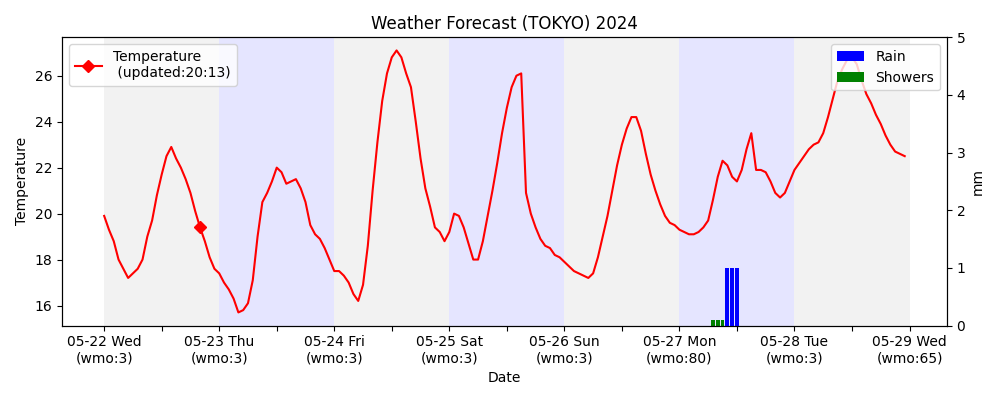 Weather Forecast (TOKYO) 2024
Temperature
(updated:20:13)
Rain
Showers
Temperature
26
24
22
20
18
16
5
4
3
2
1
0
mm
05-22 Wed
(wmo:3)
05-23 Thu
(wmo:3)
05-24 Fri
(wmo:3)
05-25 Sat
(wmo:3)
05-26 Sun
(wmo:3)
05-27 Mon
(wmo:80)
05-28 Tue
(wmo:3)
05-29 Wed
(wmo:65)
Date